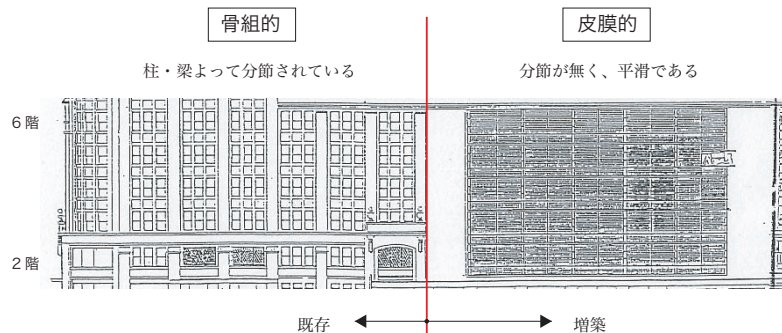 骨組的
皮膜的
柱・梁よって分節されている
分節が無く、平滑である
6 階
2 階
既存
増築